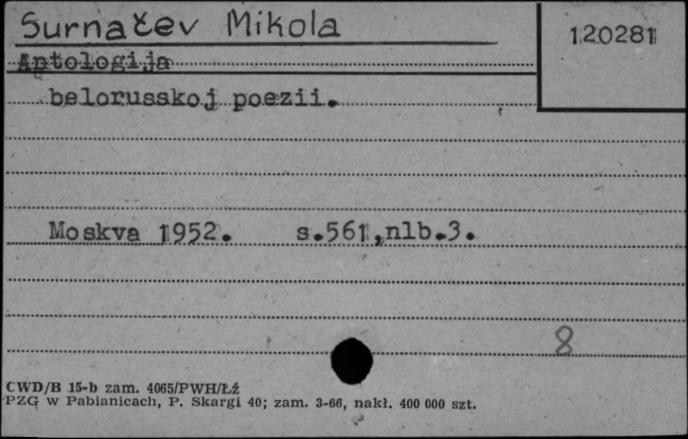 Surnačev Mikola
120281
Antologija
belorusskoj poezii.
Moskva 1952. s.561,nlb.3.
8
CWD/B 15-b zam. 4065/PWH/ŁŹ
PZG w Pabianicach, P. Skargi 40; zam. 3-66, nakł. 400 000 szt.